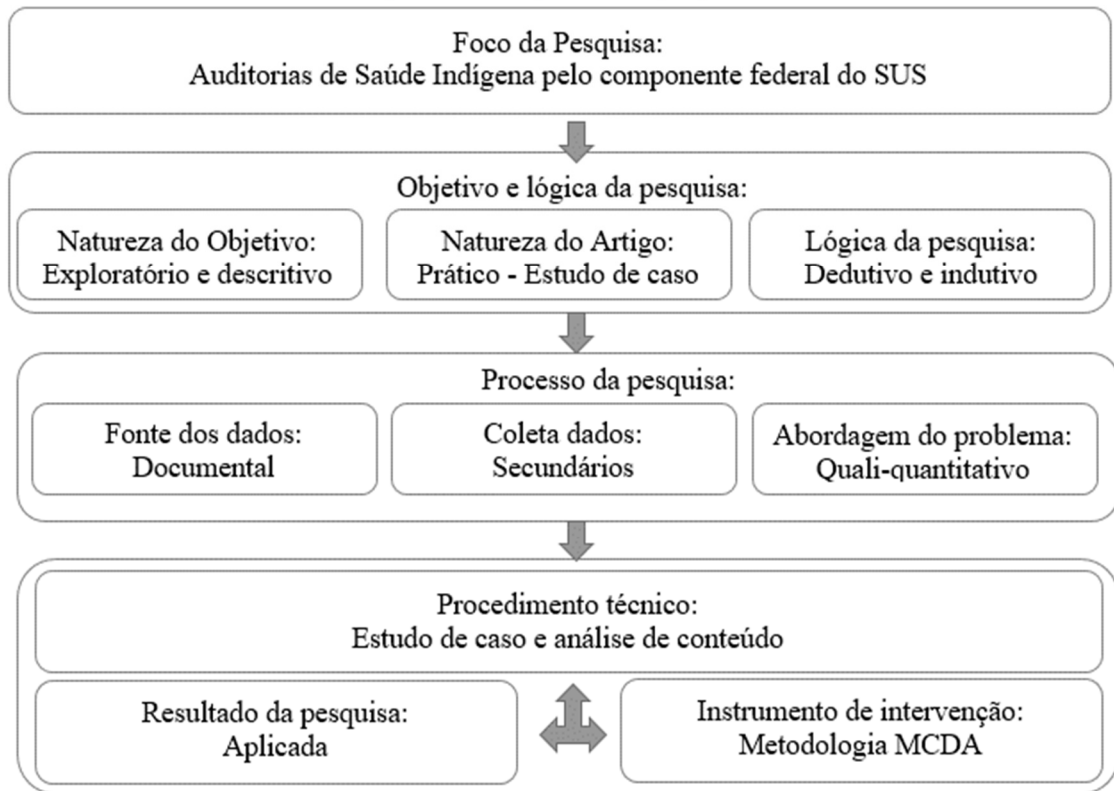 Foco da Pesquisa:
Auditorias de Saúde Indígena pelo componente federal do SUS
Objetivo e lógica da pesquisa:
Natureza do Objetivo:
Exploratório e descritivo
Natureza do Artigo:
Prático - Estudo de caso
Lógica da pesquisa:
Dedutivo e indutivo
Processo da pesquisa:
Fonte dos dados:
Documental
Coleta dados:
Secundários
Abordagem do problema:
Quali-quantitativo
Procedimento técnico:
Estudo de caso e análise de conteúdo
Resultado da pesquisa:
Aplicada
Instrumento de intervenção:
Metodologia MCDA